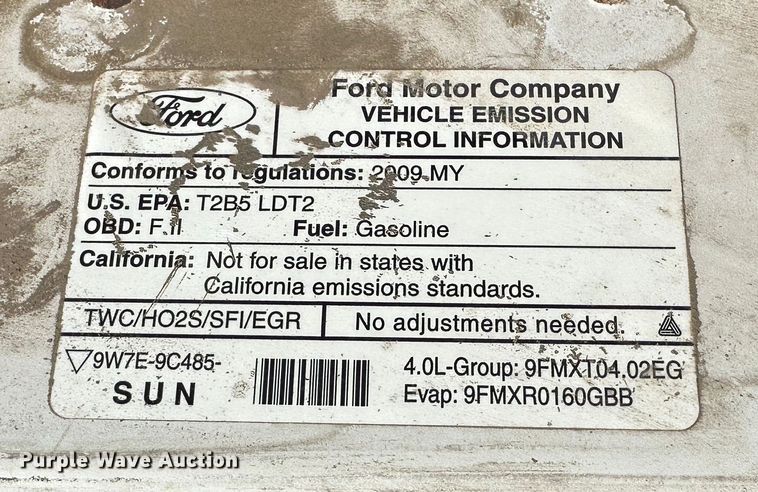 Ford
Ford Motor Company
VEHICLE EMISSION
CONTROL INFORMATION
Conforms to regulations: 2009 MY
U.S. EPA: T2B5 LDT2
OBD: F.II Fuel: Gasoline
California: Not for sale in states with
California emissions standards.
TWC/HO2S/SFI/EGR No adjustments needed.
9W7E-9C485-
SUN
4.0L-Group: 9FMXT04.02EG
Evap: 9FMXR0160GBB
Purple Wave Auction